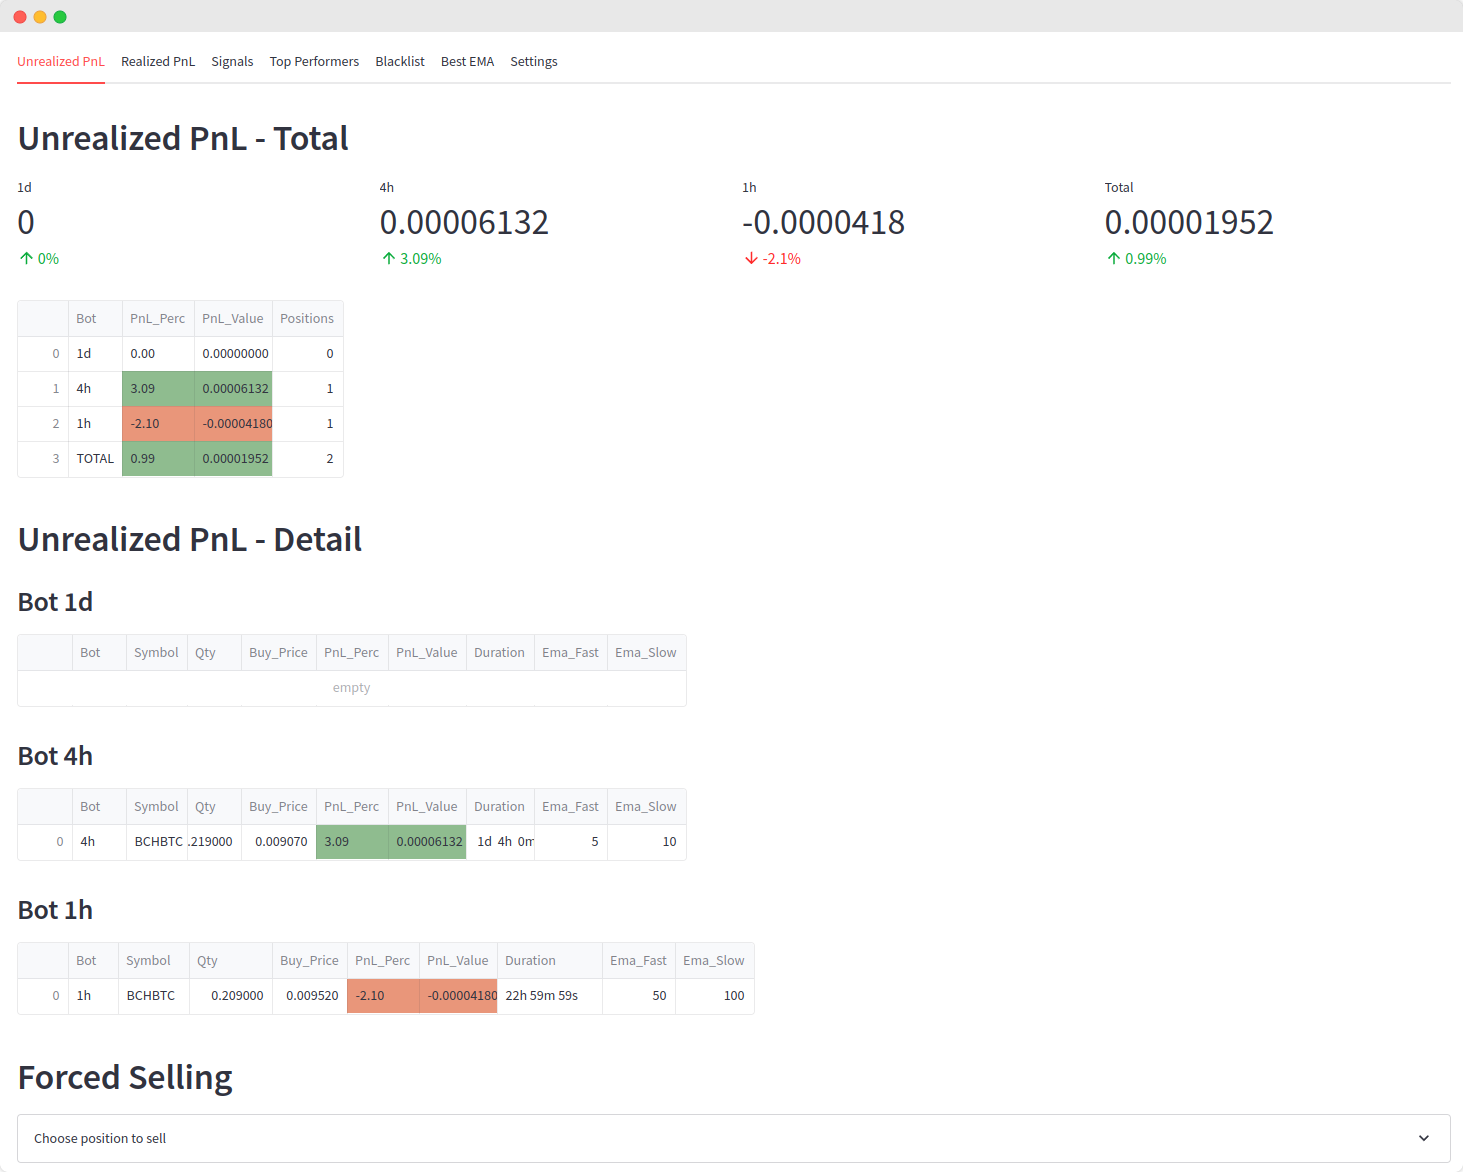 Unrealized PnL Realized PnL Signals Top Performers Blacklist Best EMA Settings
Unrealized PnL - Total
1d 4h 1h Total
0 0.00006132 -0.0000418 0.00001952
0% 3.09% -2.1% 0.99%
Bot PnL_Perc PnL_Value Positions
0 1d 0.00 0.00000000 0
1 4h 3.09 0.00006132 1
2 1h -2.10 -0.00004180 1
3 TOTAL 0.99 0.00001952 2
Unrealized PnL - Detail
Bot 1d
Bot Symbol Qty Buy_Price PnL_Perc PnL_Value Duration Ema_Fast Ema_Slow
empty
Bot 4h
Bot Symbol Qty Buy_Price PnL_Perc PnL_Value Duration Ema_Fast Ema_Slow
0 4h BCHBTC .219000 0.009070 3.09 0.00006132 1d 4h 0m 5 10
Bot 1h
Bot Symbol Qty Buy_Price PnL_Perc PnL_Value Duration Ema_Fast Ema_Slow
0 1h BCHBTC 0.209000 0.009520 -2.10 -0.00004180 22h 59m 59s 50 100
Forced Selling
Choose position to sell